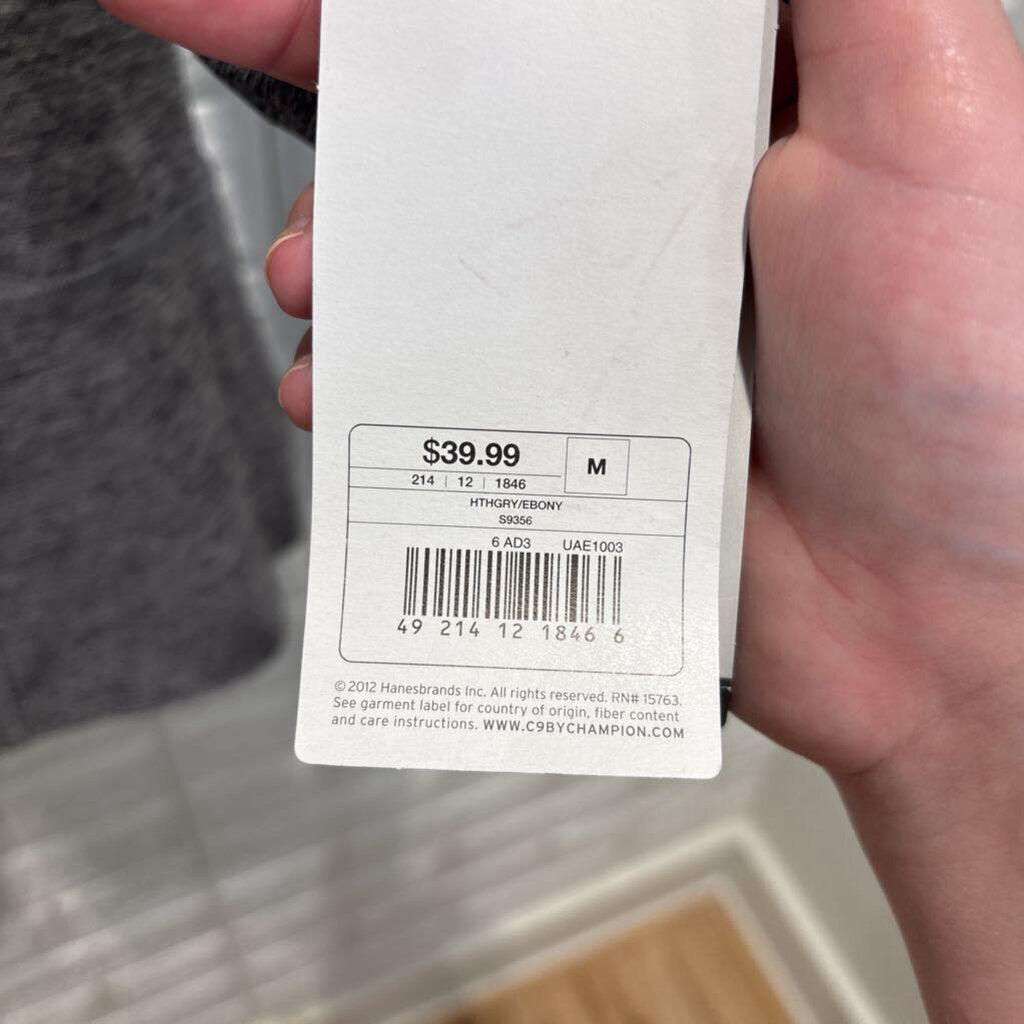 $39.99
M
214 | 12 | 1846
HTHGRY/EBONY
S9356
6 AD3 UAE1003
49 214 12 1846 6
© 2012 Hanesbrands Inc. All rights reserved. RN# 15763.
See garment label for country of origin, fiber content
and care instructions. WWW.C9BYCHAMPION.COM